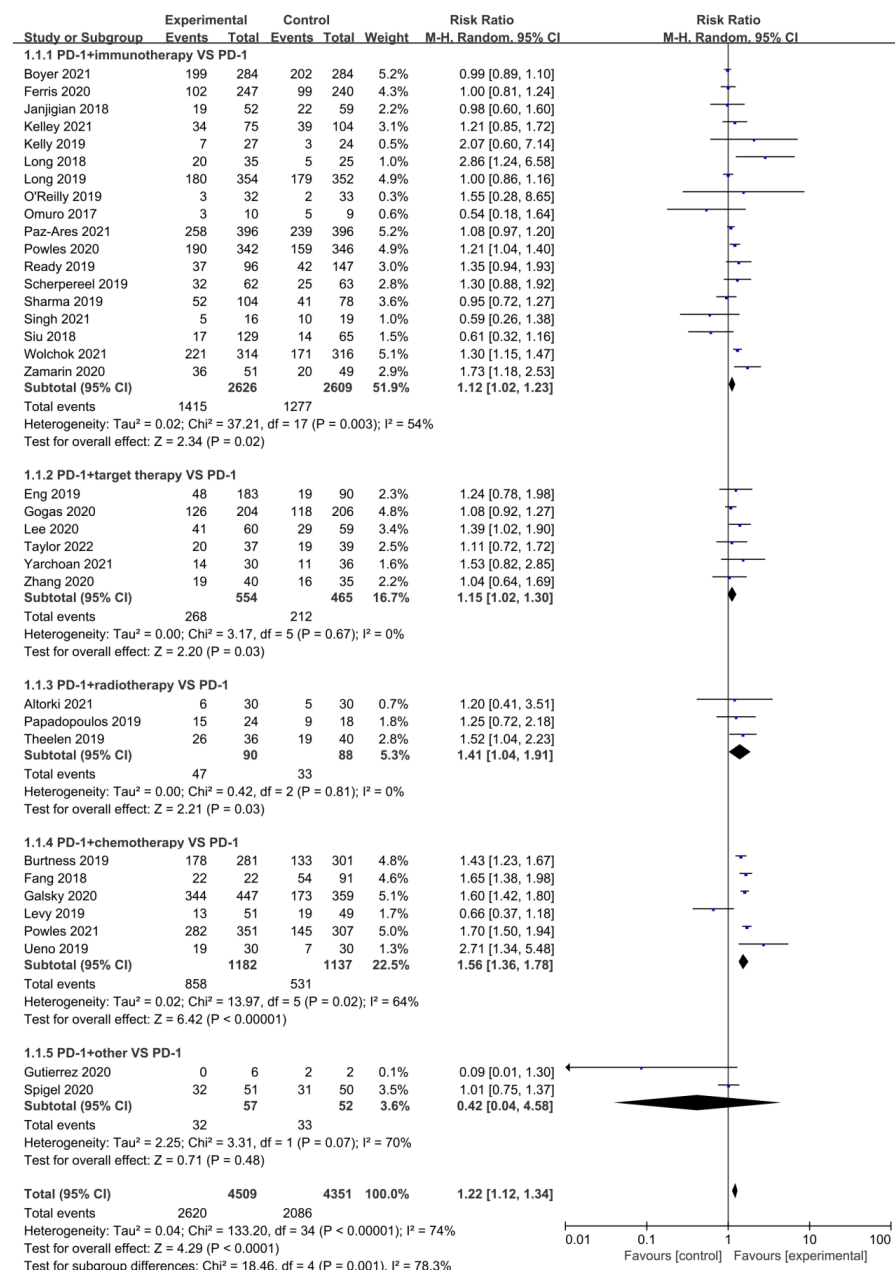 Experimental Control Risk Ratio Risk Ratio
Study or Subgroup Events Total Events Total Weight M-H, Random, 95% CI M-H, Random, 95% CI
1.1.1 PD-1+immunotherapy VS PD-1
Boyer 2021 199 284 202 284 5.2% 0.99 [0.89, 1.10]
Ferris 2020 102 247 99 240 4.3% 1.00 [0.81, 1.24]
Janjigian 2018 19 52 22 59 2.2% 0.98 [0.60, 1.60]
Kelley 2021 34 75 39 104 3.1% 1.21 [0.85, 1.72]
Kelly 2019 7 27 3 24 0.5% 2.07 [0.60, 7.14]
Long 2018 20 35 5 25 1.0% 2.86 [1.24, 6.58]
Long 2019 180 354 179 352 4.9% 1.00 [0.86, 1.16]
O'Reilly 2019 3 32 2 33 0.3% 1.55 [0.28, 8.65]
Omuro 2017 3 10 5 9 0.6% 0.54 [0.18, 1.64]
Paz-Ares 2021 258 396 239 396 5.2% 1.08 [0.97, 1.20]
Powles 2020 190 342 159 346 4.9% 1.21 [1.04, 1.40]
Ready 2019 37 96 42 147 3.0% 1.35 [0.94, 1.93]
Scherpereel 2019 32 62 25 63 2.8% 1.30 [0.88, 1.92]
Sharma 2019 52 104 41 78 3.6% 0.95 [0.72, 1.27]
Singh 2021 5 16 10 19 1.0% 0.59 [0.26, 1.38]
Siu 2018 17 129 14 65 1.5% 0.61 [0.32, 1.16]
Wolchok 2021 221 314 171 316 5.1% 1.30 [1.15, 1.47]
Zamarin 2020 36 51 20 49 2.9% 1.73 [1.18, 2.53]
Subtotal (95% CI) 2626 2609 51.9% 1.12 [1.02, 1.23]
Total events 1415 1277
Heterogeneity: Tau² = 0.02; Chi² = 37.21, df = 17 (P = 0.003); I² = 54%
Test for overall effect: Z = 2.34 (P = 0.02)
1.1.2 PD-1+target therapy VS PD-1
Eng 2019 48 183 19 90 2.3% 1.24 [0.78, 1.98]
Gogas 2020 126 204 118 206 4.8% 1.08 [0.92, 1.27]
Lee 2020 41 60 29 59 3.4% 1.39 [1.02, 1.90]
Taylor 2022 20 37 19 39 2.5% 1.11 [0.72, 1.72]
Yarchoan 2021 14 30 11 36 1.6% 1.53 [0.82, 2.85]
Zhang 2020 19 40 16 35 2.2% 1.04 [0.64, 1.69]
Subtotal (95% CI) 554 465 16.7% 1.15 [1.02, 1.30]
Total events 268 212
Heterogeneity: Tau² = 0.00; Chi² = 3.17, df = 5 (P = 0.67); I² = 0%
Test for overall effect: Z = 2.20 (P = 0.03)
1.1.3 PD-1+radiotherapy VS PD-1
Altorki 2021 6 30 5 30 0.7% 1.20 [0.41, 3.51]
Papadopoulos 2019 15 24 9 18 1.8% 1.25 [0.72, 2.18]
Theelen 2019 26 36 19 40 2.8% 1.52 [1.04, 2.23]
Subtotal (95% CI) 90 88 5.3% 1.41 [1.04, 1.91]
Total events 47 33
Heterogeneity: Tau² = 0.00; Chi² = 0.42, df = 2 (P = 0.81); I² = 0%
Test for overall effect: Z = 2.21 (P = 0.03)
1.1.4 PD-1+chemotherapy VS PD-1
Burtness 2019 178 281 133 301 4.8% 1.43 [1.23, 1.67]
Fang 2018 22 22 54 91 4.6% 1.65 [1.38, 1.98]
Galsky 2020 344 447 173 359 5.1% 1.60 [1.42, 1.80]
Levy 2019 13 51 19 49 1.7% 0.66 [0.37, 1.18]
Powles 2021 282 351 145 307 5.0% 1.70 [1.50, 1.94]
Ueno 2019 19 30 7 30 1.3% 2.71 [1.34, 5.48]
Subtotal (95% CI) 1182 1137 22.5% 1.56 [1.36, 1.78]
Total events 858 531
Heterogeneity: Tau² = 0.02; Chi² = 13.97, df = 5 (P = 0.02); I² = 64%
Test for overall effect: Z = 6.42 (P < 0.00001)
1.1.5 PD-1+other VS PD-1
Gutierrez 2020 0 6 2 2 0.1% 0.09 [0.01, 1.30]
Spigel 2020 32 51 31 50 3.5% 1.01 [0.75, 1.37]
Subtotal (95% CI) 57 52 3.6% 0.42 [0.04, 4.58]
Total events 32 33
Heterogeneity: Tau² = 2.25; Chi² = 3.31, df = 1 (P = 0.07); I² = 70%
Test for overall effect: Z = 0.71 (P = 0.48)
Total (95% CI) 4509 4351 100.0% 1.22 [1.12, 1.34]
Total events 2620 2086
Heterogeneity: Tau² = 0.04; Chi² = 133.20, df = 34 (P < 0.00001); I² = 74%
Test for overall effect: Z = 4.29 (P < 0.0001)
Test for subgroup differences: Chi² = 18.46, df = 4 (P = 0.001), I² = 78.3%
0.01 0.1 1 10 100
Favours [control] Favours [experimental]